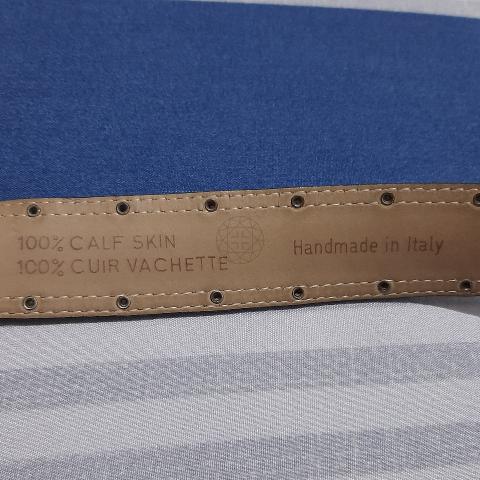 100% CALF SKIN
100% CUIR VACHETTE
Handmade in Italy